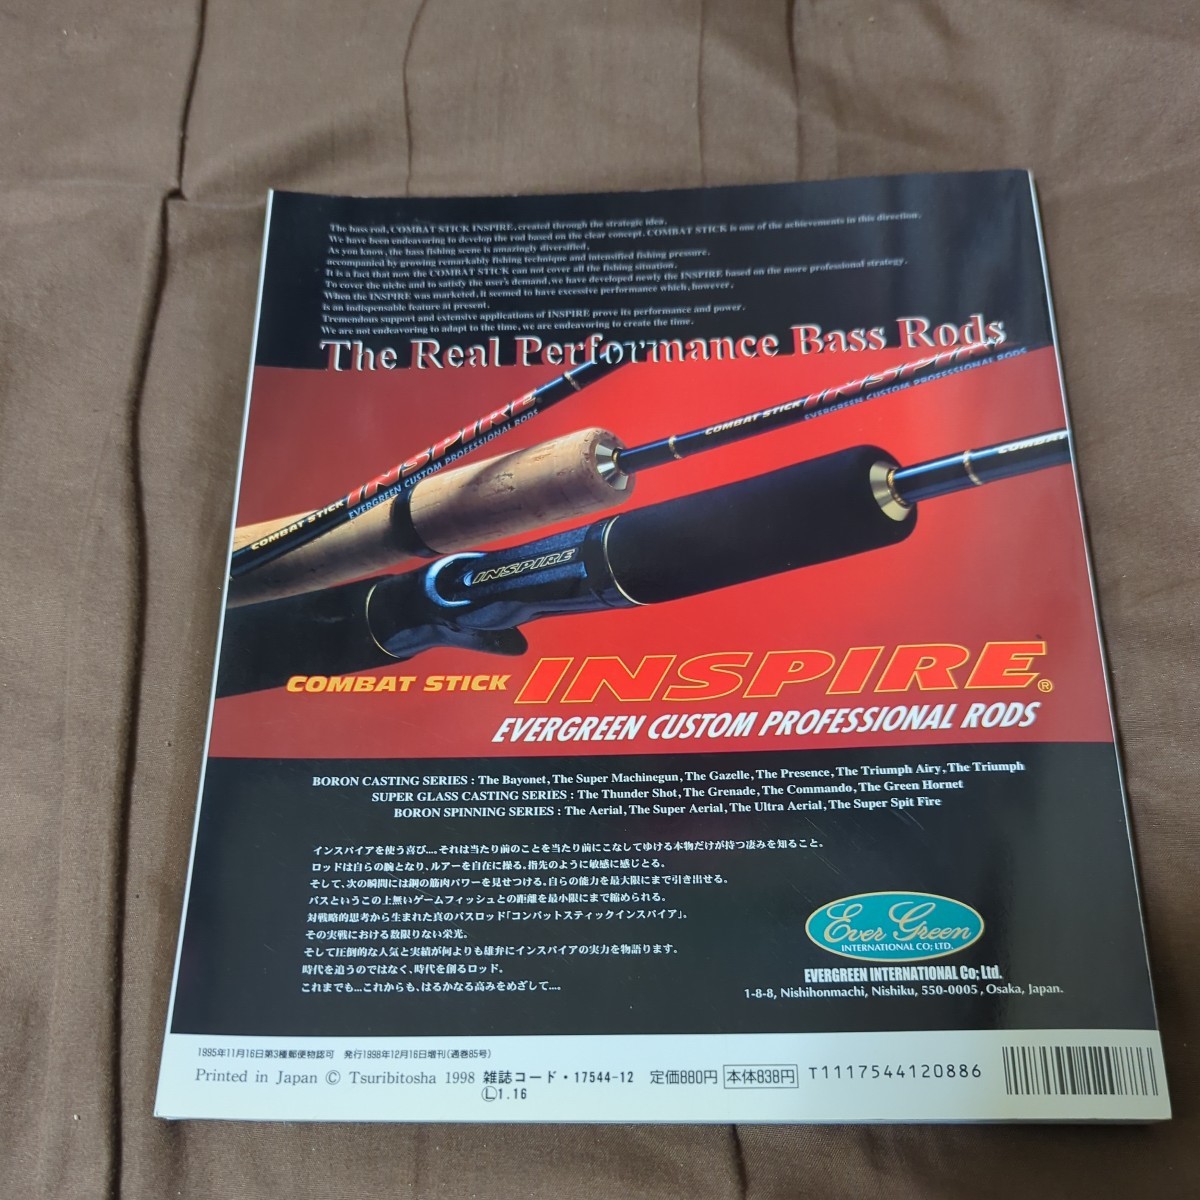 The bass rod, COMBAT STICK INSPIRE, created through the strategic idea.
We have been endeavoring to develop the rod based on the clear concept. COMBAT STICK is one of the achievements in this direction.
As you know, the bass fishing scene is amazingly diversified,
accompanied by growing remarkably fishing technique and intensified fishing pressure.
It is a fact that now the COMBAT STICK can not cover all the fishing situation.
To cover the niche and to satisfy the user's demand, we have developed newly the INSPIRE based on the more professional strategy.
When the INSPIRE was marketed, it seemed to have excessive performance which, however,
is an indispensable feature at present.
Tremendous support and extensive applications of INSPIRE prove its performance and power.
We are not endeavoring to adapt to the time, we are endeavoring to create the time.
The Real Performance Bass Rods
COMBAT STICK INSPIRE
EVERGREEN CUSTOM PROFESSIONAL RODS
COMBAT STICK INSPIRE
EVERGREEN CUSTOM PROFESSIONAL RODS
COMBAT
INSPIRE
COMBAT STICK INSPIRE®
EVERGREEN CUSTOM PROFESSIONAL RODS
BORON CASTING SERIES : The Bayonet, The Super Machinegun, The Gazelle, The Presence, The Triumph Airy, The Triumph
SUPER GLASS CASTING SERIES : The Thunder Shot, The Grenade, The Commando, The Green Hornet
BORON SPINNING SERIES : The Aerial, The Super Aerial, The Ultra Aerial, The Super Spit Fire
インスパイアを使う喜び....それは当たり前のことを当たり前にこなしてゆける本物だけが持つ凄みを知ること。
ロッドは自らの腕となり、ルアーを自在に操る。指先のように敏感に感じとる。
そして、次の瞬間には鋼の筋肉パワーを見せつける。自らの能力を最大限にまで引き出せる。
バスというこの上無いゲームフィッシュとの距離を最小限にまで縮められる。
対戦略的思考から生まれた真のバスロッド「コンバットスティックインスパイア」。
その実戦における数限りない栄光。
そして圧倒的な人気と実績が何よりも雄弁にインスパイアの実力を物語ります。
時代を追うのではなく、時代を創るロッド。
これまでも...これからも、はるかなる高みをめざして....。
Ever Green
INTERNATIONAL CO; LTD.
EVERGREEN INTERNATIONAL Co; Ltd.
1-8-8, Nishihonmachi, Nishiku, 550-0005, Osaka, Japan.
1995年11月16日第3種郵便物認可 発行1998年12月16日増刊(通巻85号)
Printed in Japan © Tsuribitosha 1998 雑誌コード・17544-12 定価880円 本体838円 T1117544120886
Ⓛ1.16